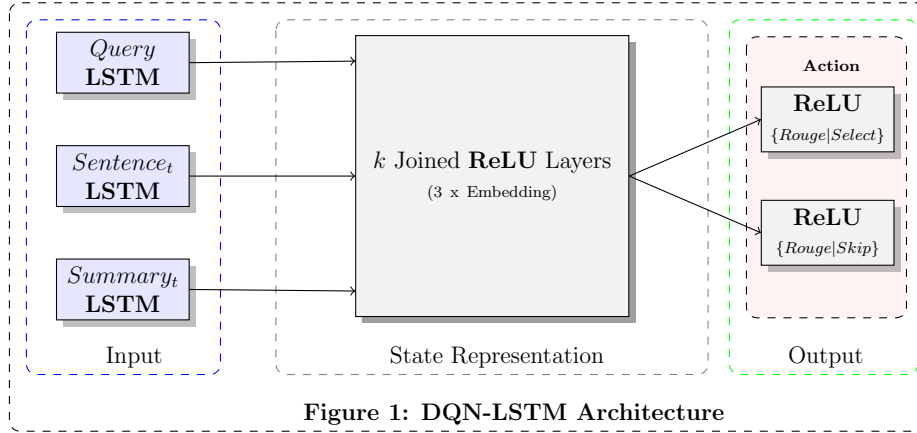 Query
LSTM
Sentence_t
LSTM
Summary_t
LSTM
Input
k Joined ReLU Layers
(3 x Embedding)
State Representation
Action
ReLU
{Rouge|Select}
ReLU
{Rouge|Skip}
Output
Figure 1: DQN-LSTM Architecture